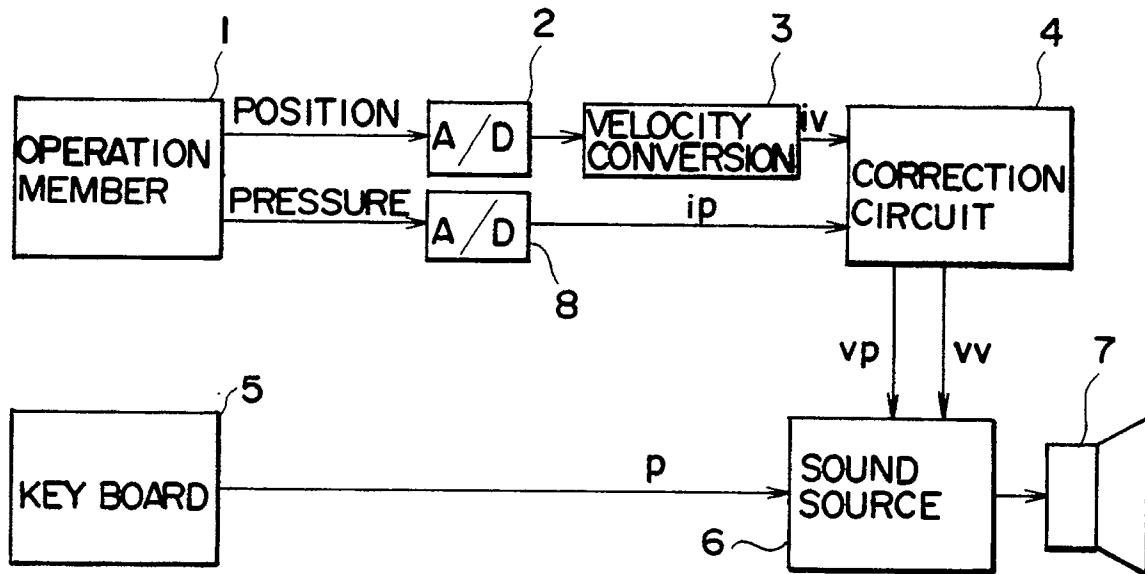 1
2
3
4
POSITION
A/D
VELOCITY
CONVERSION
iv
OPERATION
MEMBER
CORRECTION
CIRCUIT
PRESSURE
A/D
ip
8
vp
vv
7
5
KEY BOARD
p
SOUND
SOURCE
6